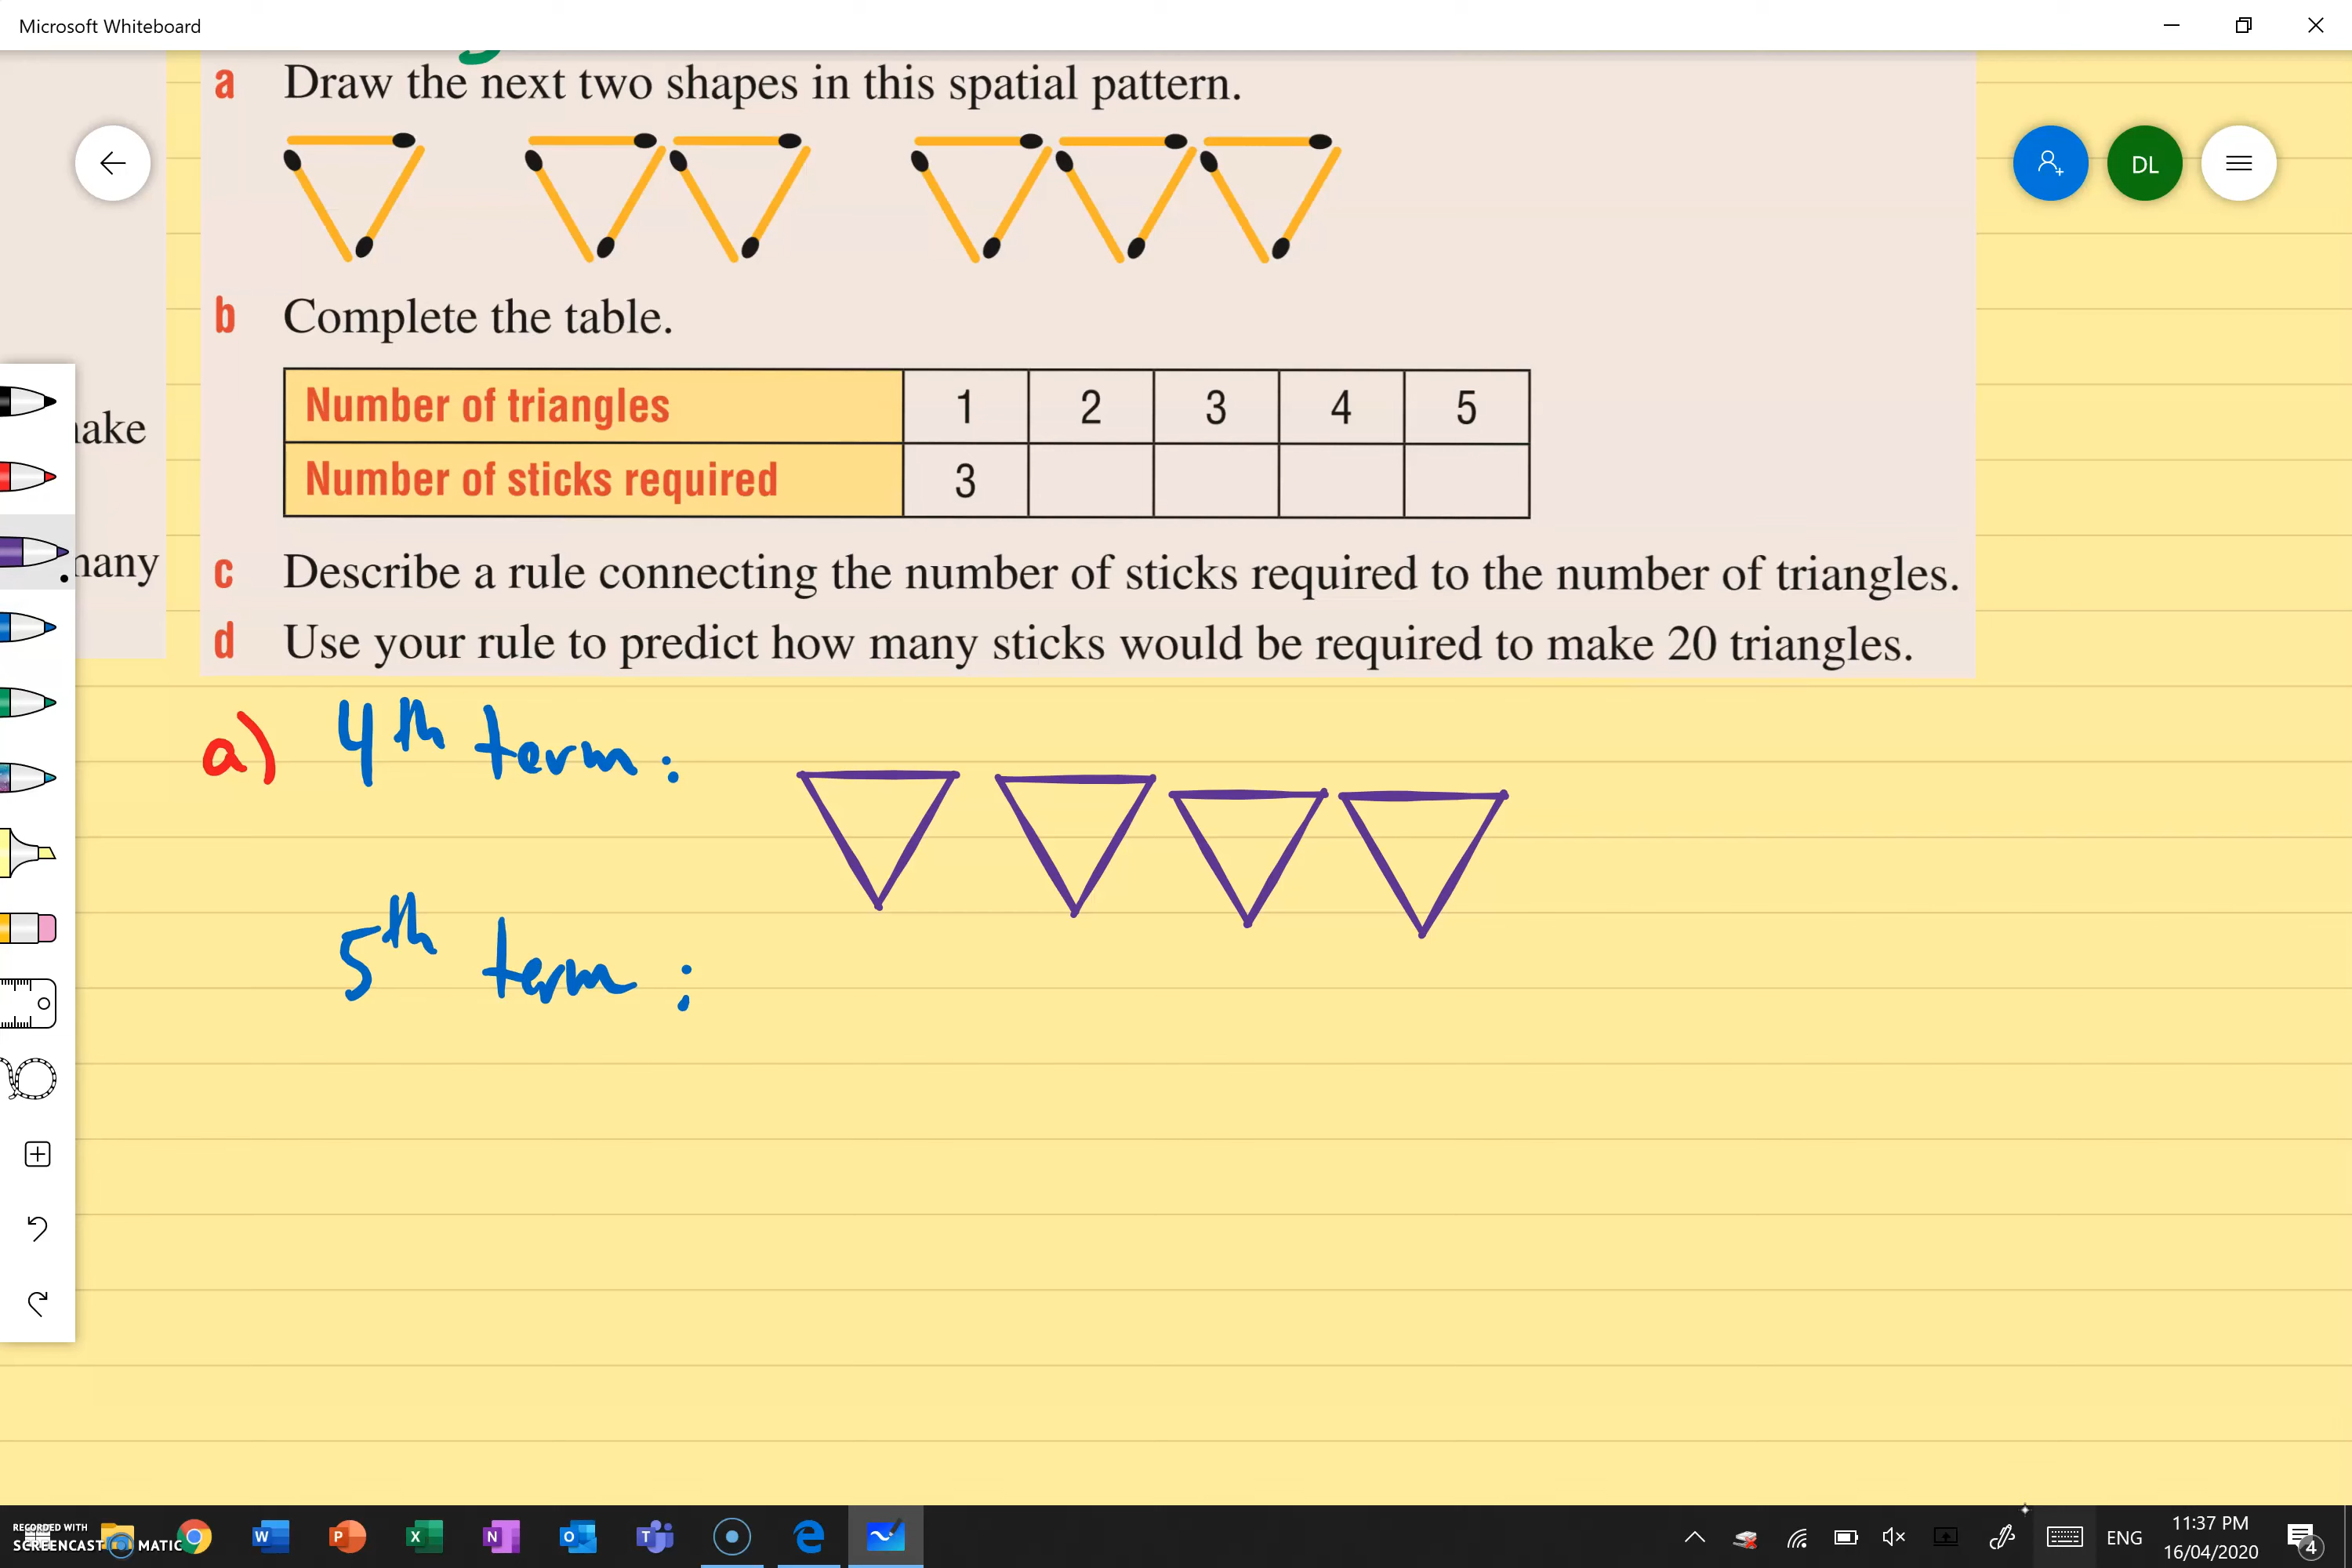 Microsoft Whiteboard
a Draw the next two shapes in this spatial pattern.
DL
b Complete the table.
Number of triangles 1 2 3 4 5
ake
Number of sticks required 3
many
c Describe a rule connecting the number of sticks required to the number of triangles.
d Use your rule to predict how many sticks would be required to make 20 triangles.
a) 4th term:
5th term:
RECORDED WITH
SCREENCAST MATIC
W P X N O T
ENG
11:37 PM
16/04/2020
4